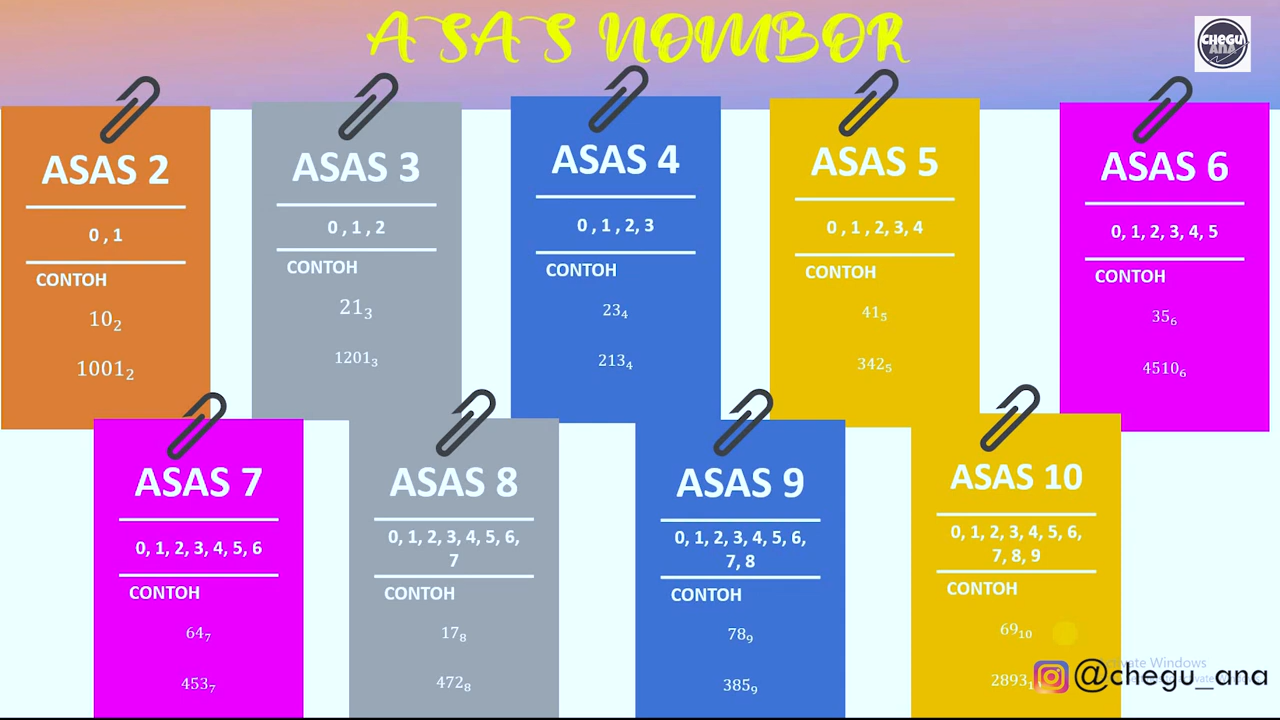 ASAS NOMBOR
CHEGU
ANA
ASAS 2
0 , 1
CONTOH
10₂
1001₂
ASAS 3
0 , 1 , 2
CONTOH
21₃
1201₃
ASAS 4
0 , 1 , 2, 3
CONTOH
23₄
213₄
ASAS 5
0 , 1 , 2, 3, 4
CONTOH
41₅
342₅
ASAS 6
0, 1, 2, 3, 4, 5
CONTOH
35₆
4510₆
ASAS 7
0, 1, 2, 3, 4, 5, 6
CONTOH
64₇
453₇
ASAS 8
0, 1, 2, 3, 4, 5, 6,
7
CONTOH
17₈
472₈
ASAS 9
0, 1, 2, 3, 4, 5, 6,
7, 8
CONTOH
78₉
385₉
ASAS 10
0, 1, 2, 3, 4, 5, 6,
7, 8, 9
CONTOH
69₁₀
2893
Windows
@chegu_ana